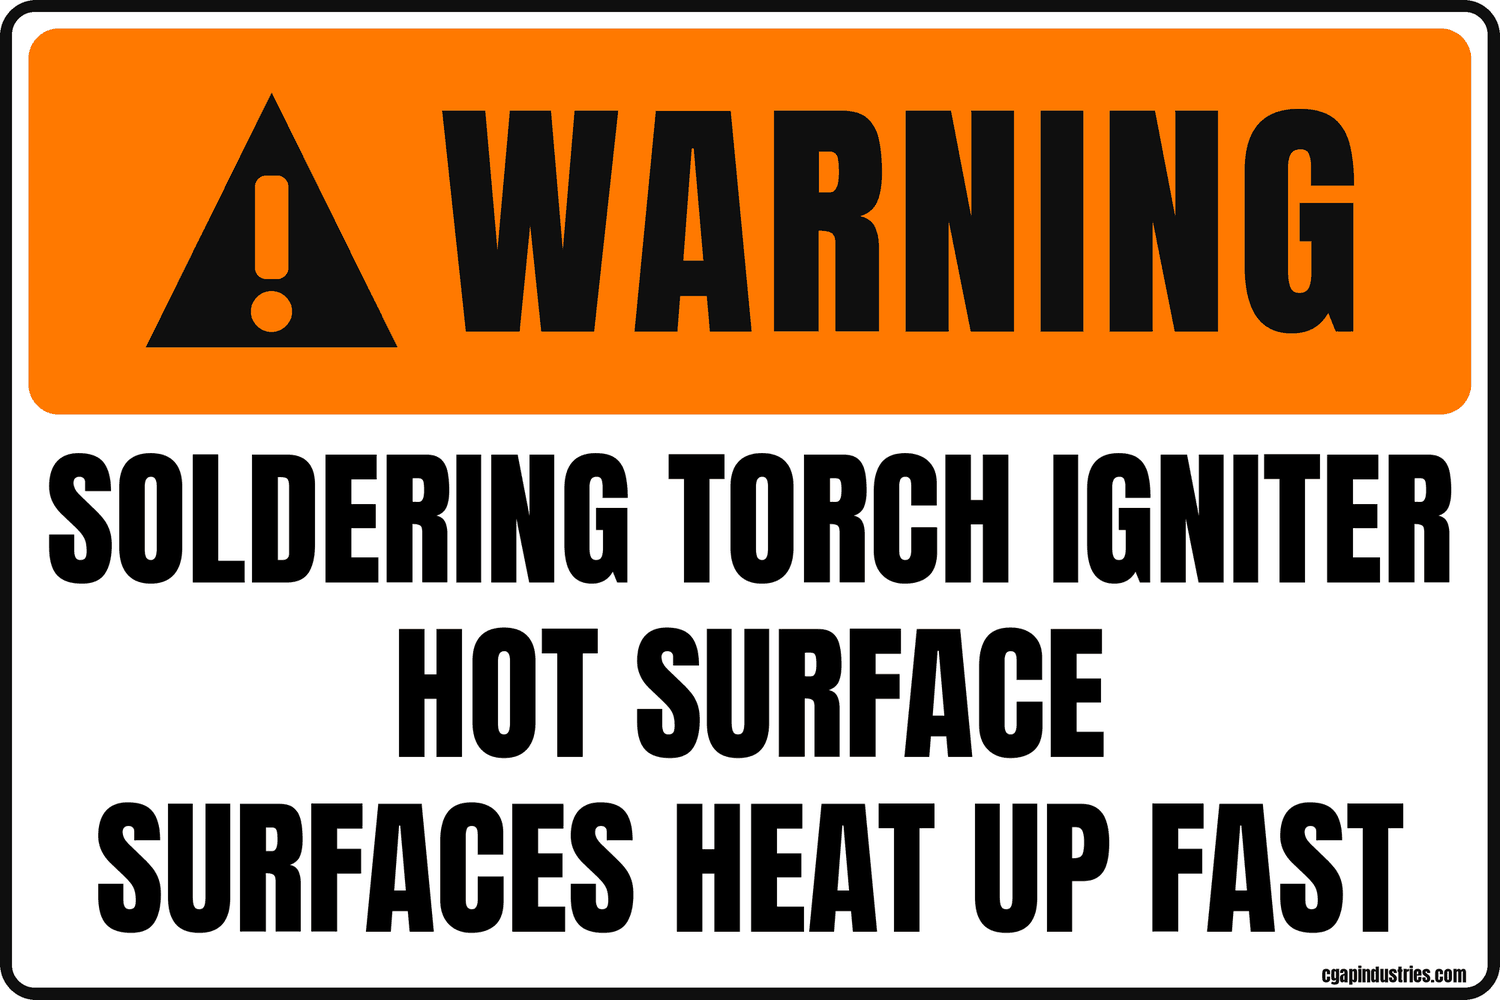 WARNING
SOLDERING TORCH IGNITER
HOT SURFACE
SURFACES HEAT UP FAST
cgapindustries.com